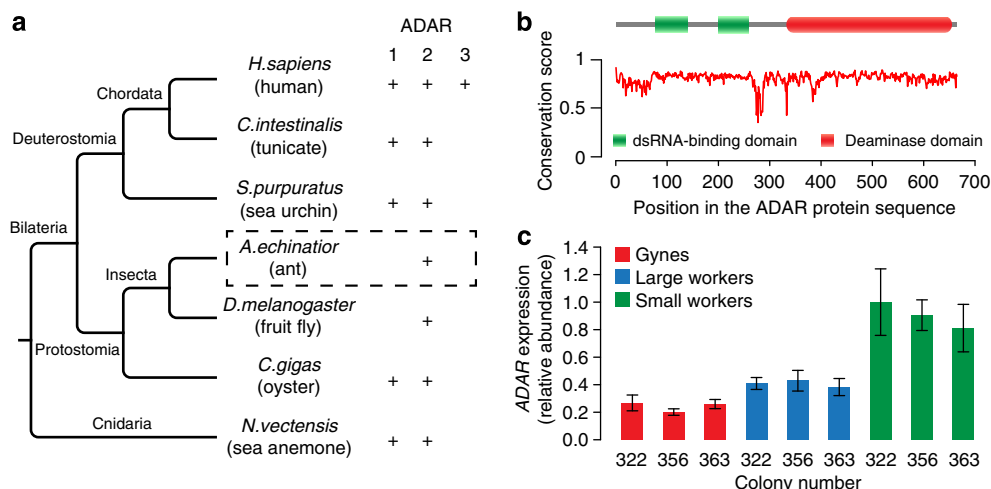 a
ADAR
1 2 3
H.sapiens
(human)
+ + +
Chordata
C.intestinalis
(tunicate)
+ +
Deuterostomia
S.purpuratus
(sea urchin)
+ +
Bilateria
A.echinatior
(ant)
+
Insecta
D.melanogaster
(fruit fly)
+
Protostomia
C.gigas
(oyster)
+ +
Cnidaria
N.vectensis
(sea anemone)
+ +
b
Conservation score
1
0.5
0
dsRNA-binding domain
Deaminase domain
0 100 200 300 400 500 600 700
Position in the ADAR protein sequence
c
ADAR expression
(relative abundance)
1.4
1.2
1.0
0.8
0.6
0.4
0.2
0.0
Gynes
Large workers
Small workers
322 356 363 322 356 363 322 356 363
Colony number